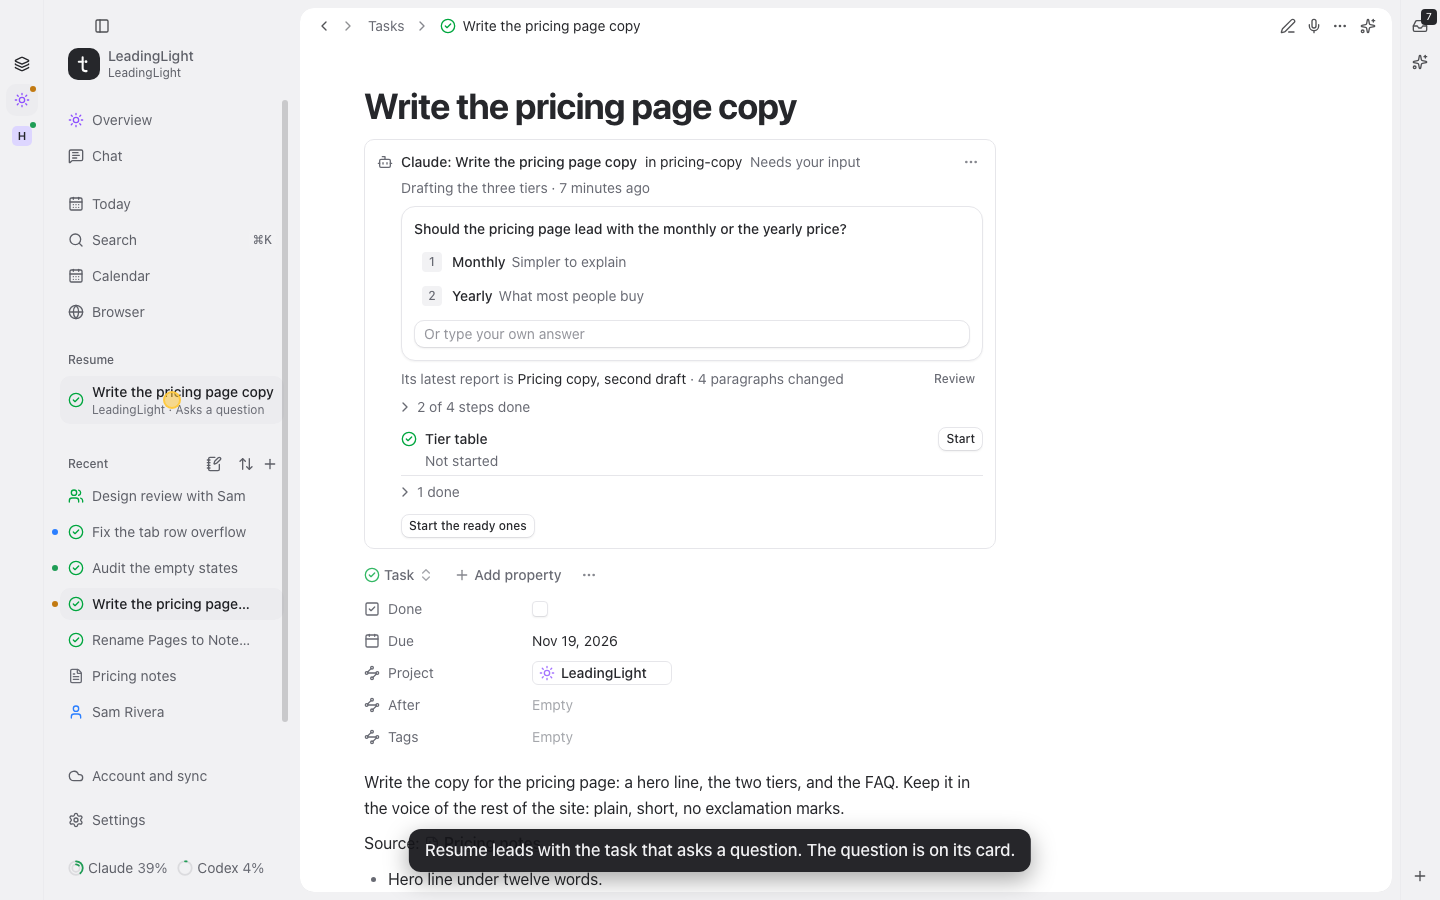 LeadingLight
LeadingLight
H
Overview
Chat
Today
Search ⌘K
Calendar
Browser
Resume
Write the pricing page copy
LeadingLight · Asks a question
Recent
Design review with Sam
Fix the tab row overflow
Audit the empty states
Write the pricing page...
Rename Pages to Note...
Pricing notes
Sam Rivera
Account and sync
Settings
Claude 39% Codex 4%
Tasks Write the pricing page copy
7
Write the pricing page copy
Claude: Write the pricing page copy in pricing-copy Needs your input
Drafting the three tiers · 7 minutes ago
Should the pricing page lead with the monthly or the yearly price?
1 Monthly Simpler to explain
2 Yearly What most people buy
Or type your own answer
Its latest report is Pricing copy, second draft · 4 paragraphs changed Review
2 of 4 steps done
Tier table Start
Not started
1 done
Start the ready ones
Task Add property
Done
Due Nov 19, 2026
Project LeadingLight
After Empty
Tags Empty
Write the copy for the pricing page: a hero line, the two tiers, and the FAQ. Keep it in
the voice of the rest of the site: plain, short, no exclamation marks.
Source: Pricing notes
Resume leads with the task that asks a question. The question is on its card.
• Hero line under twelve words.